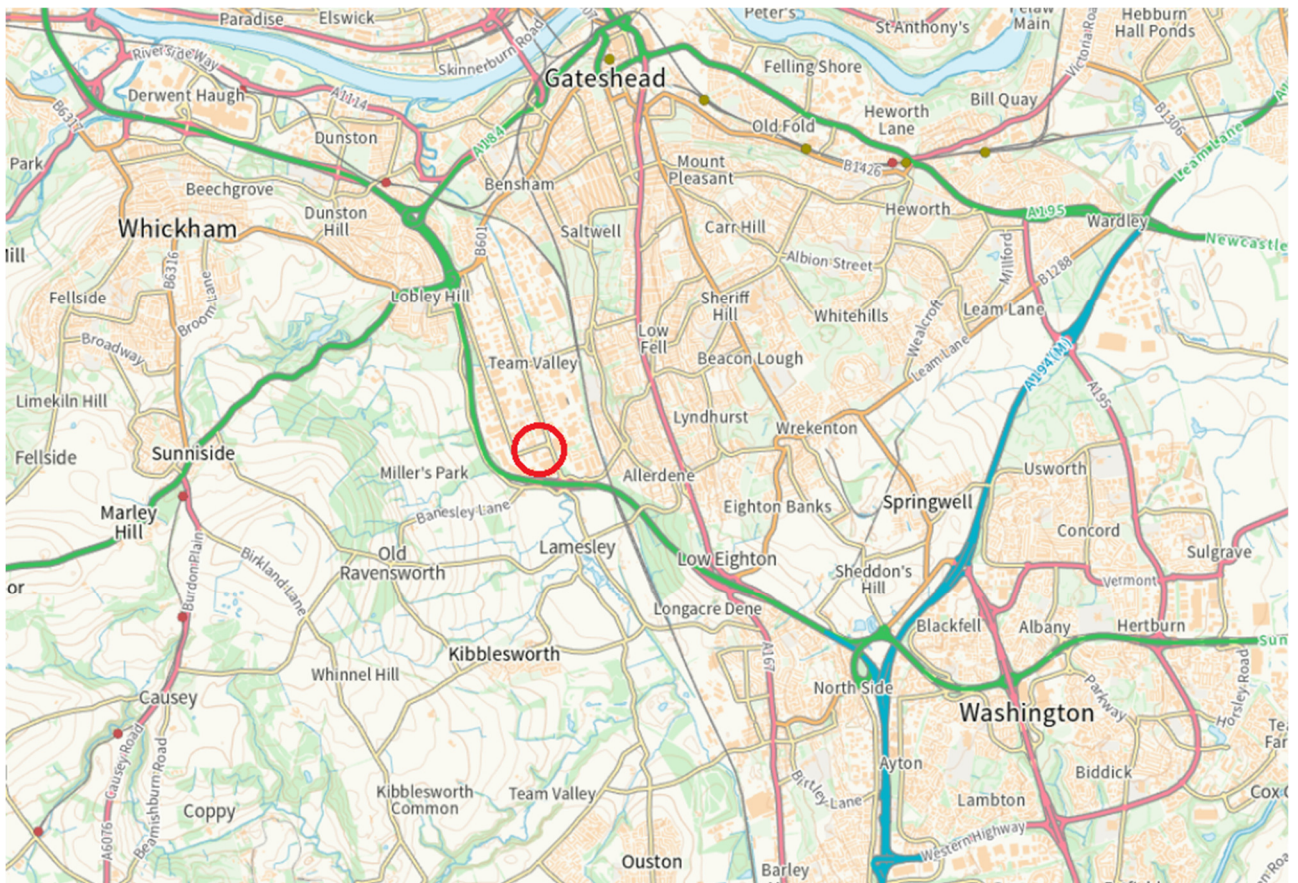 Paradise
Elswick
Peter's
St·Anthony's
Main
Hebburn
Hall Ponds
Riverside Way
Skinnerburn Road
Victoria Roa
Derwent Haugh
A1114
Gateshead
Felling Shore
B6317
Dunston
A184
Old Fold
Heworth
Lane
Bill Quay
B1306
Park
Beechgrove
Bensham
Mount
Pleasant
B1426
Leam Lane
Whickham
Dunston
Hill
Saltwell
Carr Hill
Heworth
A195
Wardley
Newcastle
ill
B6316
B601
Albion Street
Millford
B1288
Fellside
Broom Lane
Lobley Hill
Sheriff
Hill
Whitehills
Wealcroft
Leam Lane
Broadway
Team Valley
Low
Fell
Beacon Lough
Leam Lane
A194(M)
A195
Limekiln Hill
Lyndhurst
Wrekenton
Fellside
Sunniside
Miller's Park
Allerdene
Usworth
Marley
Hill
Banesley Lane
Eighton Banks
Springwell
Concord
Old
Ravensworth
Lamesley
Low Eighton
Sulgrave
or
Burdon Plain
Birkland Lane
Sheddon's
Hill
Vermont
Longacre Dene
Blackfell
Albany
Hertburn
Sun
Kibblesworth
A167
Whinnel Hill
North Side
Parkway
Horsley Road
Causey
Washington
Te
Far
Causey Road
Beamishburn Road
Ayton
Biddick
Coppy
Kibblesworth
Common
Team Valley
Birtley Lane
Lambton
Cox
A6076
Western Highway
Ouston
Barley